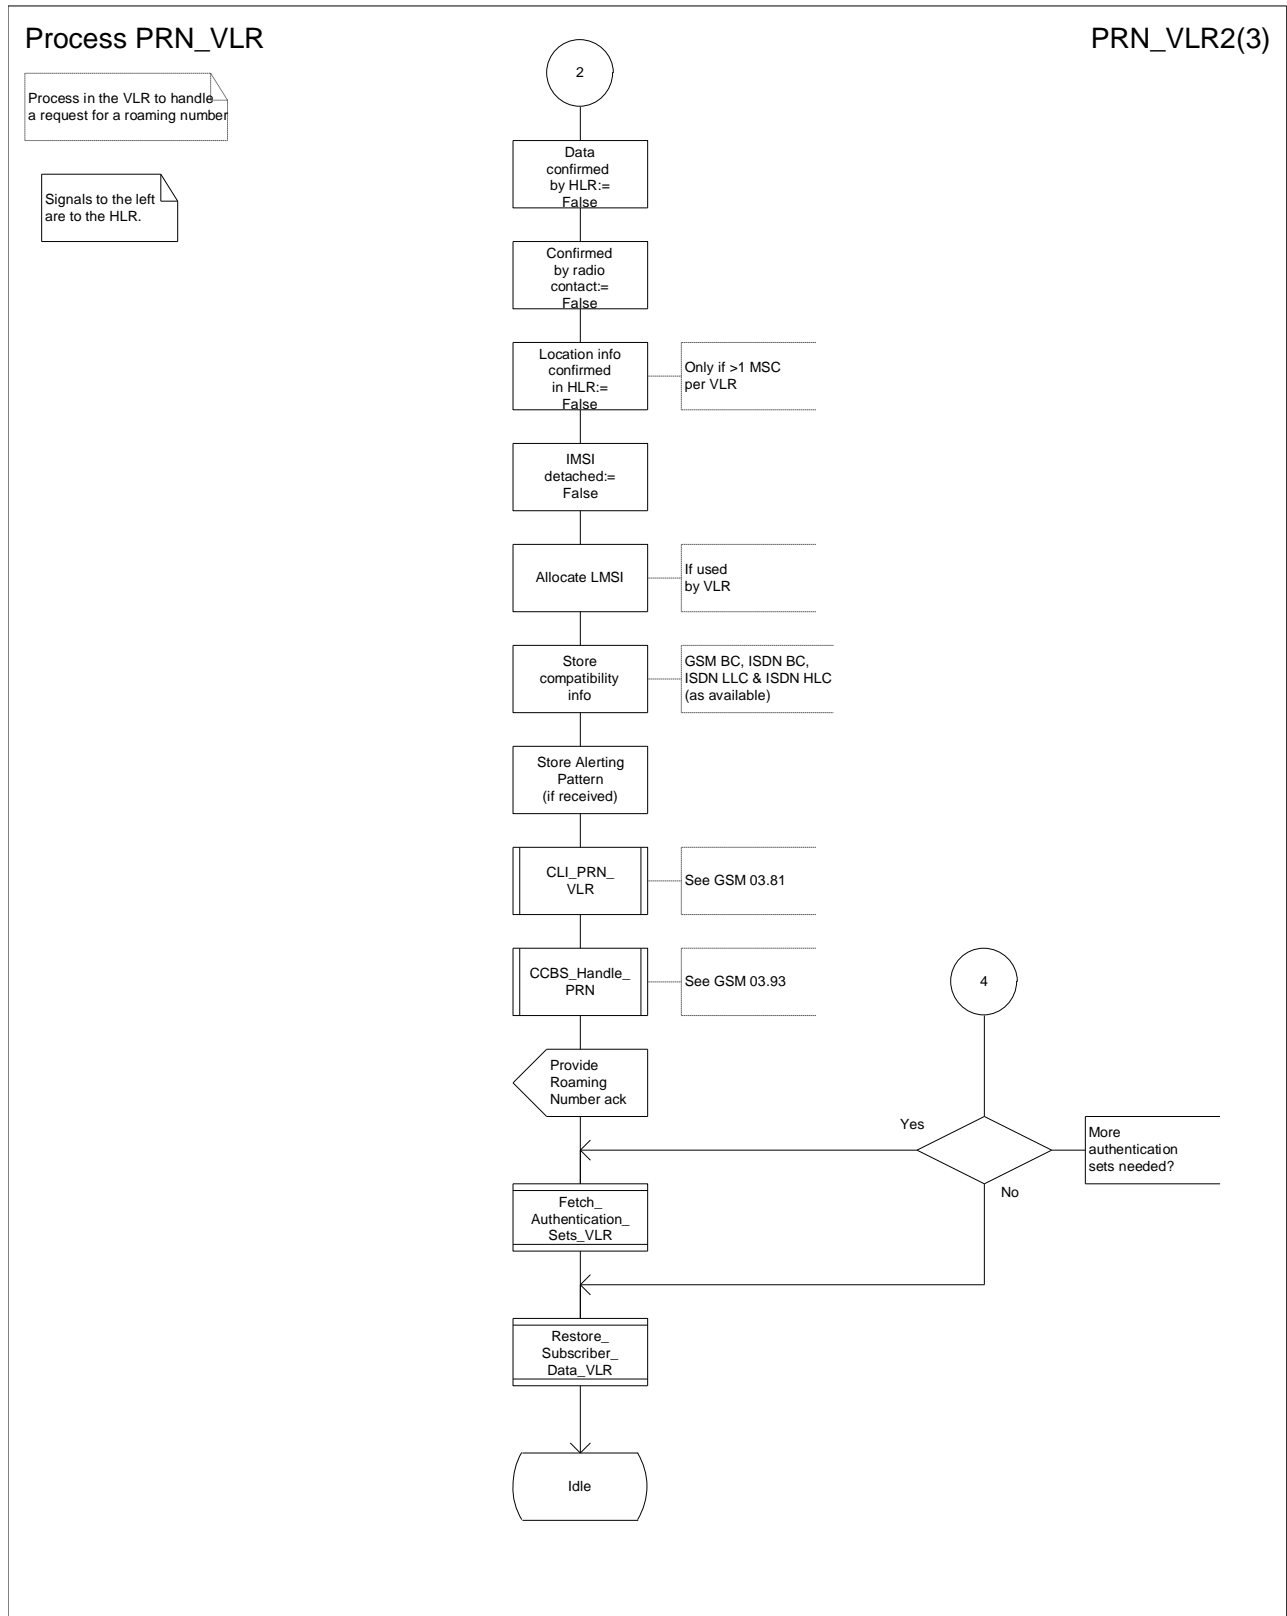 Process PRN_VLR
PRN_VLR2(3)
Process in the VLR to handle
a request for a roaming number
Signals to the left
are to the HLR.
2
Data
confirmed
by HLR:=
False
Confirmed
by radio
contact:=
False
Location info
confirmed
in HLR:=
False
Only if >1 MSC
per VLR
IMSI
detached:=
False
Allocate LMSI
If used
by VLR
Store
compatibility
info
GSM BC, ISDN BC,
ISDN LLC & ISDN HLC
(as available)
Store Alerting
Pattern
(if received)
CLI_PRN_
VLR
See GSM 03.81
CCBS_Handle_
PRN
See GSM 03.93
4
Provide
Roaming
Number ack
Yes
More
authentication
sets needed?
No
Fetch_
Authentication_
Sets_VLR
Restore_
Subscriber_
Data_VLR
Idle